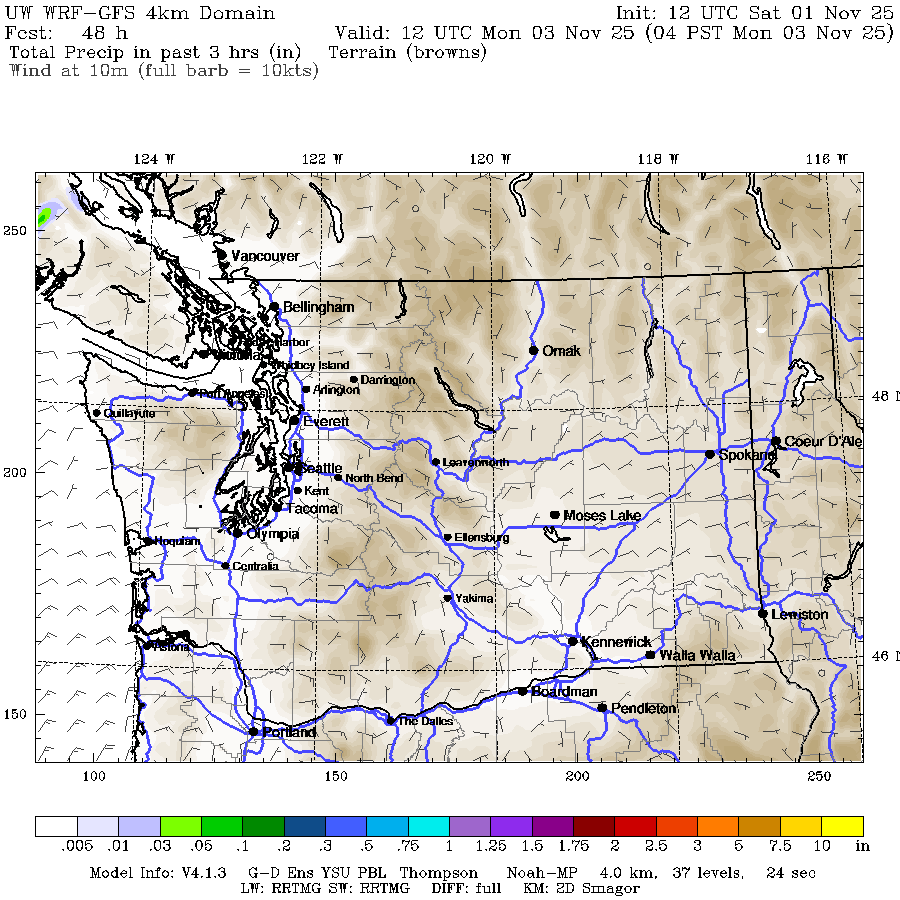 UW WRF-GFS 4km Domain Init: 12 UTC Sat 01 Nov 25
Fcst: 48 h Valid: 12 UTC Mon 03 Nov 25 (04 PST Mon 03 Nov 25)
Total Precip in past 3 hrs (in) Terrain (browns)
Wind at 10m (full barb = 10kts)
124 W 122 W 120 W 118 W 116 W
250
Vancouver
Bellingham
Harbor
Omak
Whidbey Island
Darrington
Arlington
Port Angeles
48 N
Quillayute
Everett
Coeur D'Alene
Spokane
Leavenworth
200
Seattle
North Bend
Kent
Tacoma
Moses Lake
Olympia
Ellensburg
Hoquiam
Centralia
Yakima
Lewiston
Kennewick
Astoria
Walla Walla
46 N
Boardman
Pendleton
150
The Dalles
Portland
100 150 200 250
.005 .01 .03 .05 .1 .2 .3 .5 .75 1 1.25 1.5 1.75 2 2.5 3 5 7.5 10 in
Model Info: V4.1.3 G-D Ens YSU PBL Thompson Noah-MP 4.0 km, 37 levels, 24 sec
LW: RRTMG SW: RRTMG DIFF: full KM: 2D Smagor